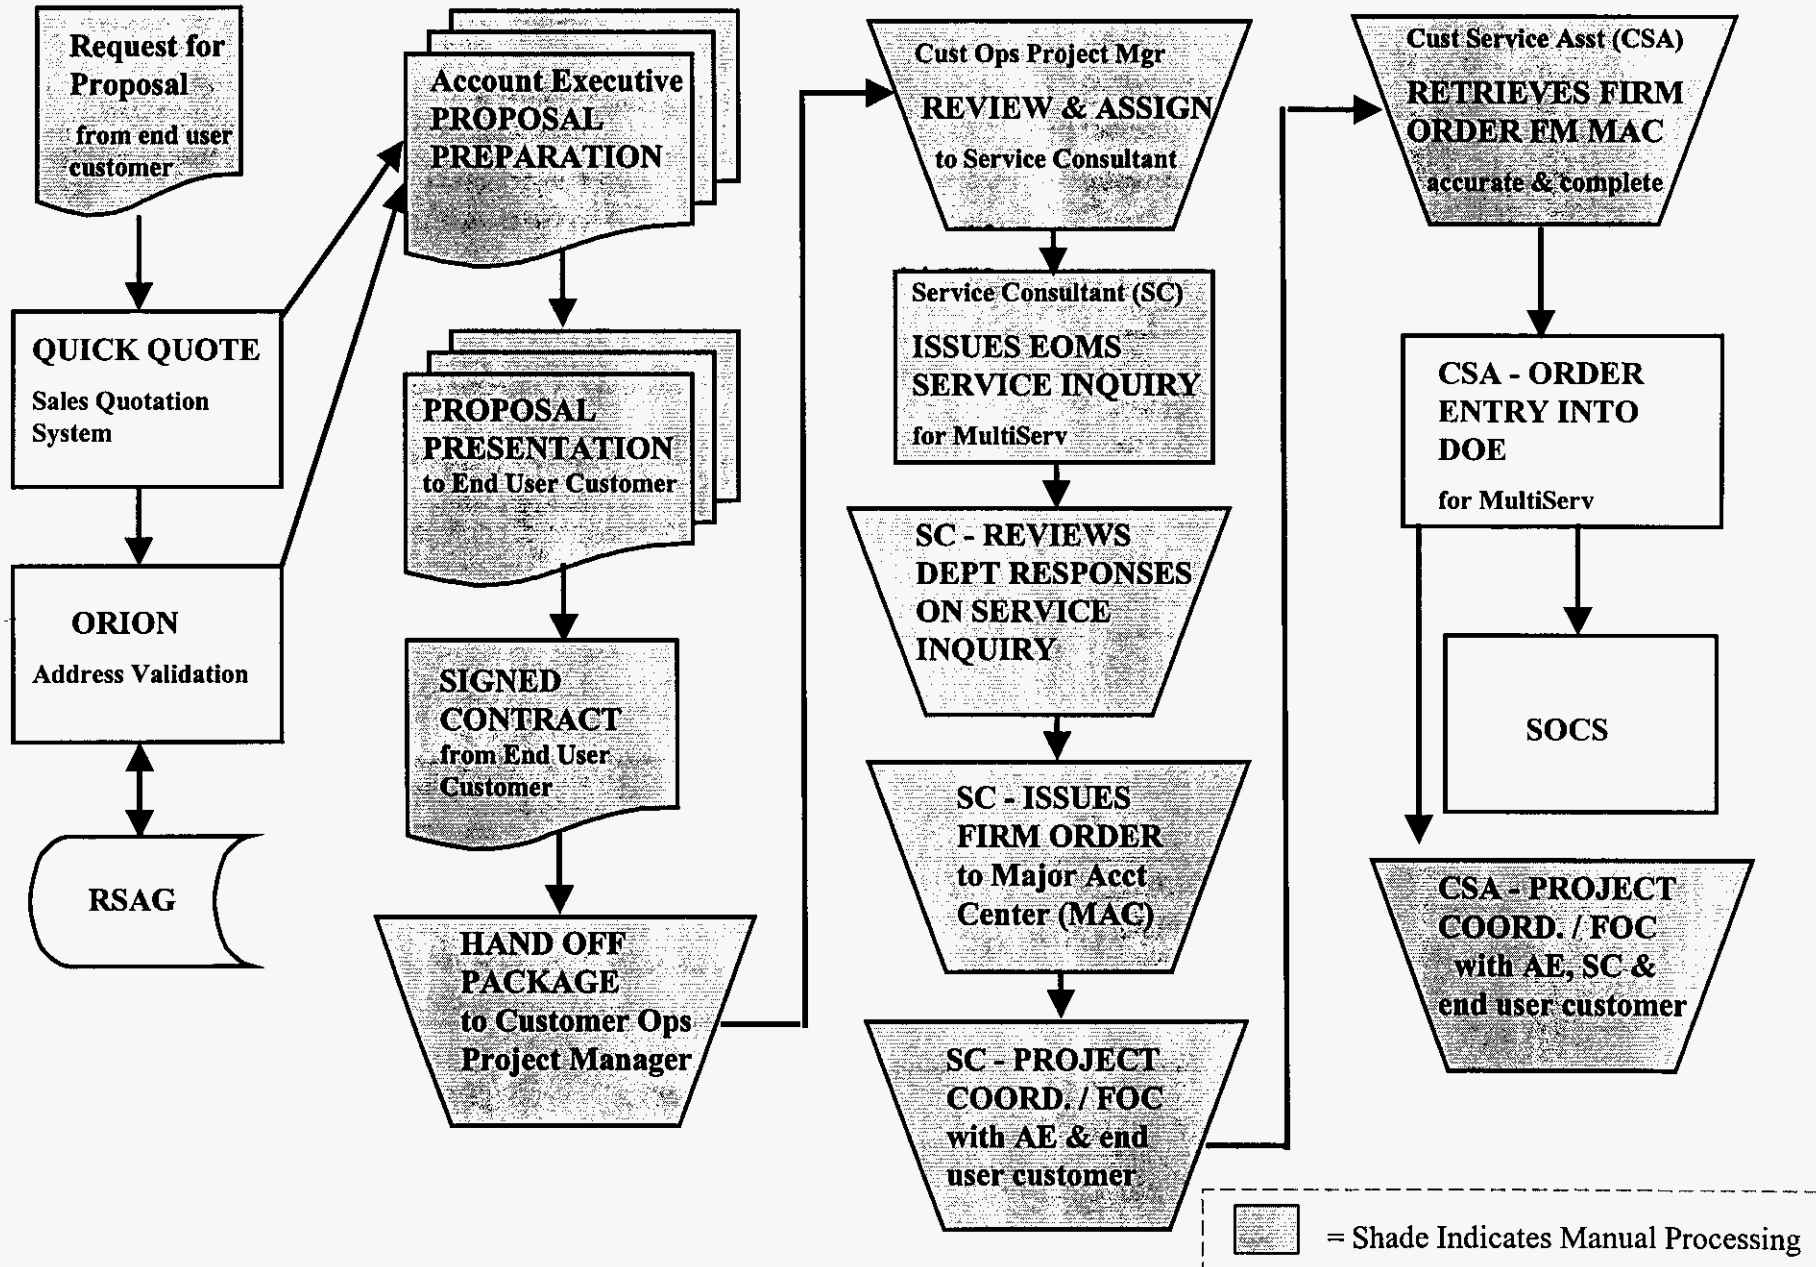 Request for
Proposal
from end user
customer
QUICK QUOTE
Sales Quotation
System
ORION
Address Validation
RSAG
Account Executive
PROPOSAL
PREPARATION
PROPOSAL
PRESENTATION
to End User Customer
SIGNED
CONTRACT
from End User
Customer
HAND OFF
PACKAGE
to Customer Ops
Project Manager
Cust Ops Project Mgr
REVIEW & ASSIGN
to Service Consultant
Service Consultant (SC)
ISSUES EOMS
SERVICE INQUIRY
for MultiServ
SC - REVIEWS
DEPT RESPONSES
ON SERVICE
INQUIRY
SC - ISSUES
FIRM ORDER
to Major Acct
Center (MAC)
SC - PROJECT
COORD. / FOC
with AE & end
user customer
Cust Service Asst (CSA)
RETRIEVES FIRM
ORDER FM MAC
accurate & complete
CSA - ORDER
ENTRY INTO
DOE
for MultiServ
SOCS
CSA - PROJECT
COORD. / FOC
with AE, SC &
end user customer
= Shade Indicates Manual Processing